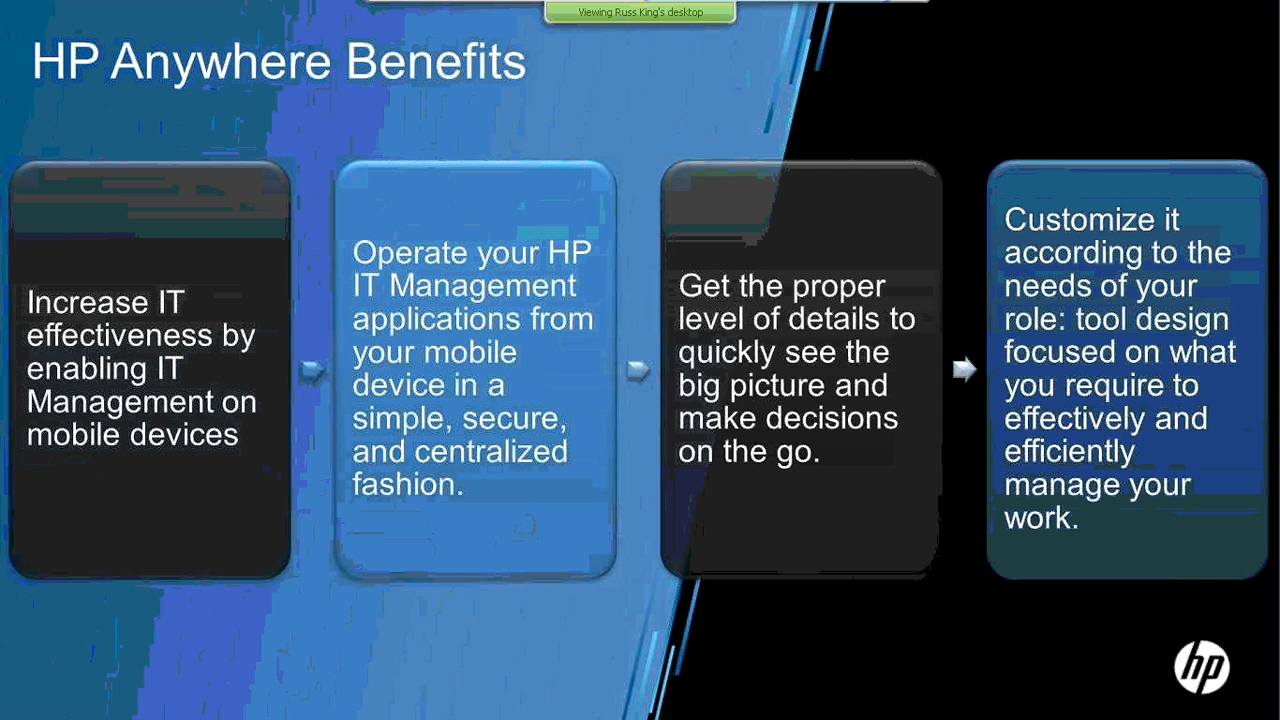 Viewing Russ King's desktop
HP Anywhere Benefits
Increase IT
effectiveness by
enabling IT
Management on
mobile devices
Operate your HP
IT Management
applications from
your mobile
device in a
simple, secure,
and centralized
fashion.
Get the proper
level of details to
quickly see the
big picture and
make decisions
on the go.
Customize it
according to the
needs of your
role: tool design
focused on what
you require to
effectively and
efficiently
manage your
work.
hp